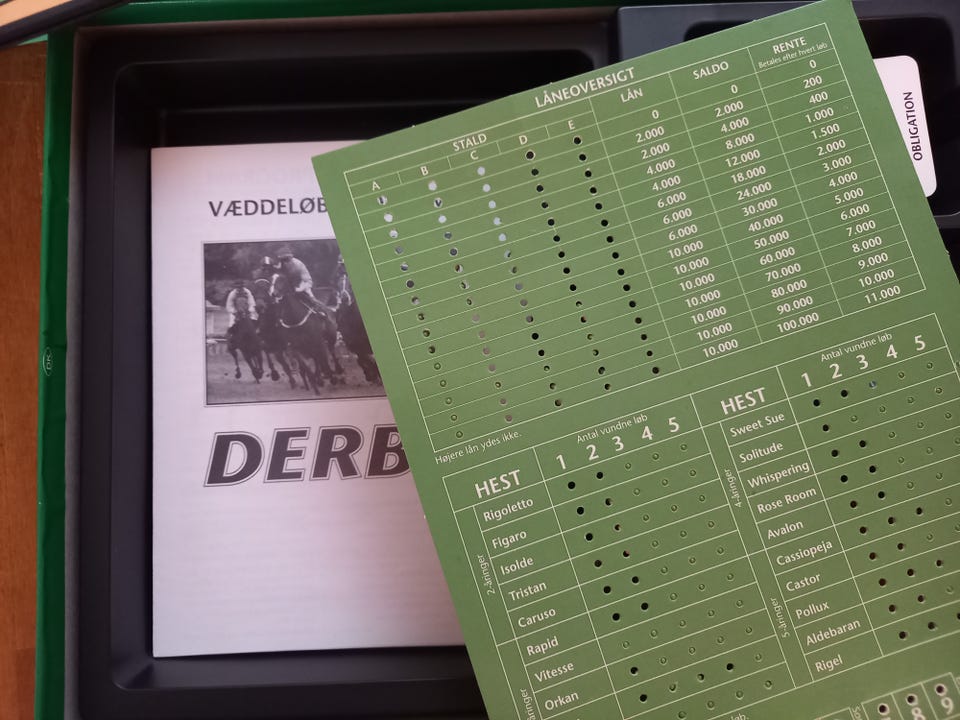 VÆDDELØB
DERB
DK
OBLIGATION
LÅNEOVERSIGT
STALD LÅN SALDO RENTE
Betales efter hvert løb
A B C D E
0 0 0
2.000 2.000 200
2.000 4.000 400
4.000 8.000 1.000
4.000 12.000 1.500
6.000 18.000 2.000
6.000 24.000 3.000
6.000 30.000 4.000
10.000 40.000 5.000
10.000 50.000 6.000
10.000 60.000 7.000
10.000 70.000 8.000
10.000 80.000 9.000
10.000 90.000 10.000
10.000 100.000 11.000
Højere lån ydes ikke.
HEST
Antal vundne løb
1 2 3 4 5
2-åringer
Rigoletto
Figaro
Isolde
Tristan
Caruso
Rapid
Vitesse
Orkan
åringer
HEST
Antal vundne løb
1 2 3 4 5
4-åringer
Sweet Sue
Solitude
Whispering
Rose Room
Avalon
5-åringer
Cassiopeja
Castor
Pollux
Aldebaran
Rigel
løb.
8 9